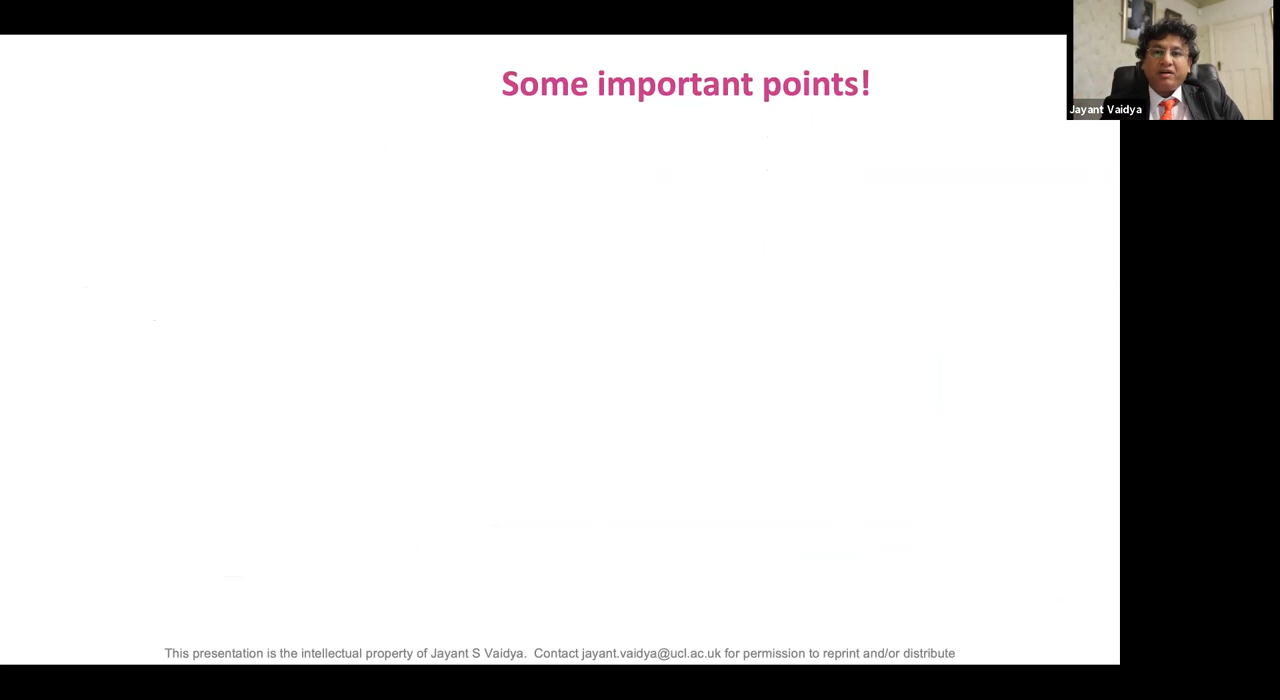 Some important points!
Jayant Vaidya
This presentation is the intellectual property of Jayant S Vaidya.  Contact jayant.vaidya@ucl.ac.uk for permission to reprint and/or distribute